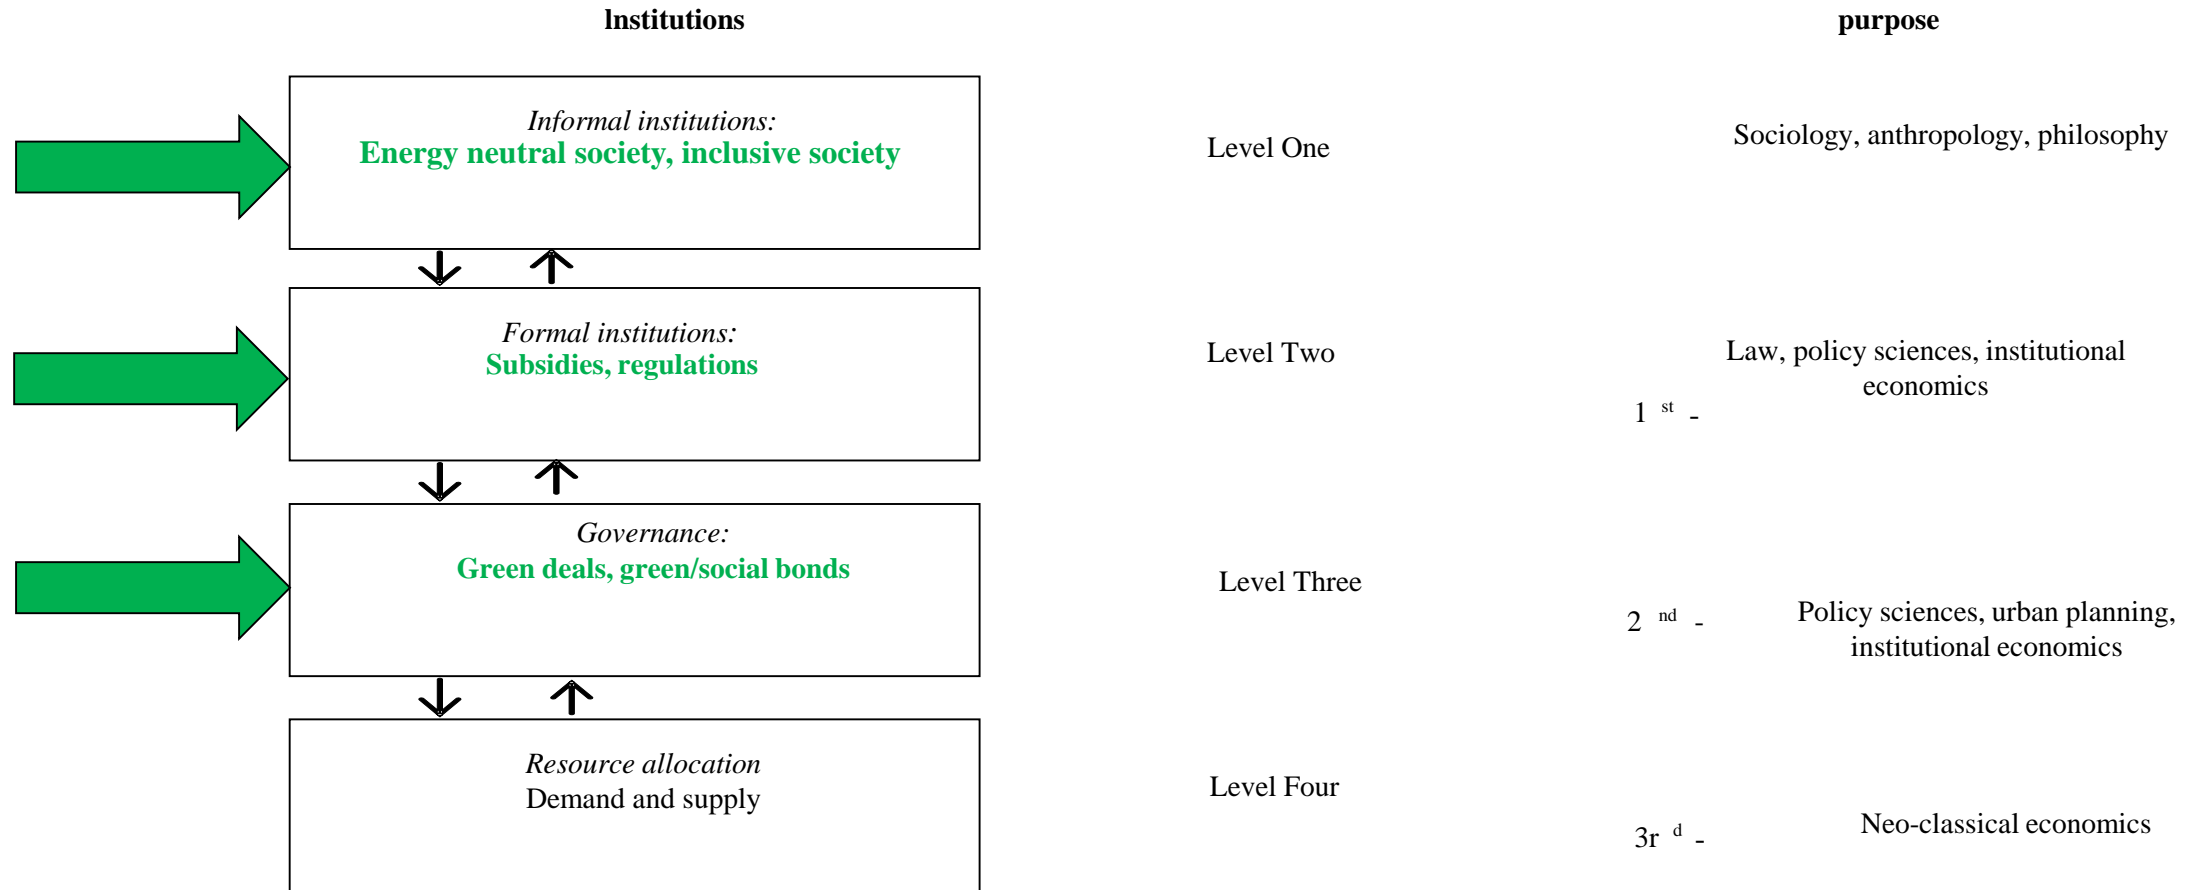 lnstitutions
purpose
Informal institutions:
Energy neutral society, inclusive society
Level One
Sociology, anthropology, philosophy
Formal institutions:
Subsidies, regulations
Level Two
Law, policy sciences, institutional
economics
1 st -
Governance:
Green deals, green/social bonds
Level Three
2 nd -
Policy sciences, urban planning,
institutional economics
Resource allocation
Demand and supply
Level Four
3r d -
Neo-classical economics